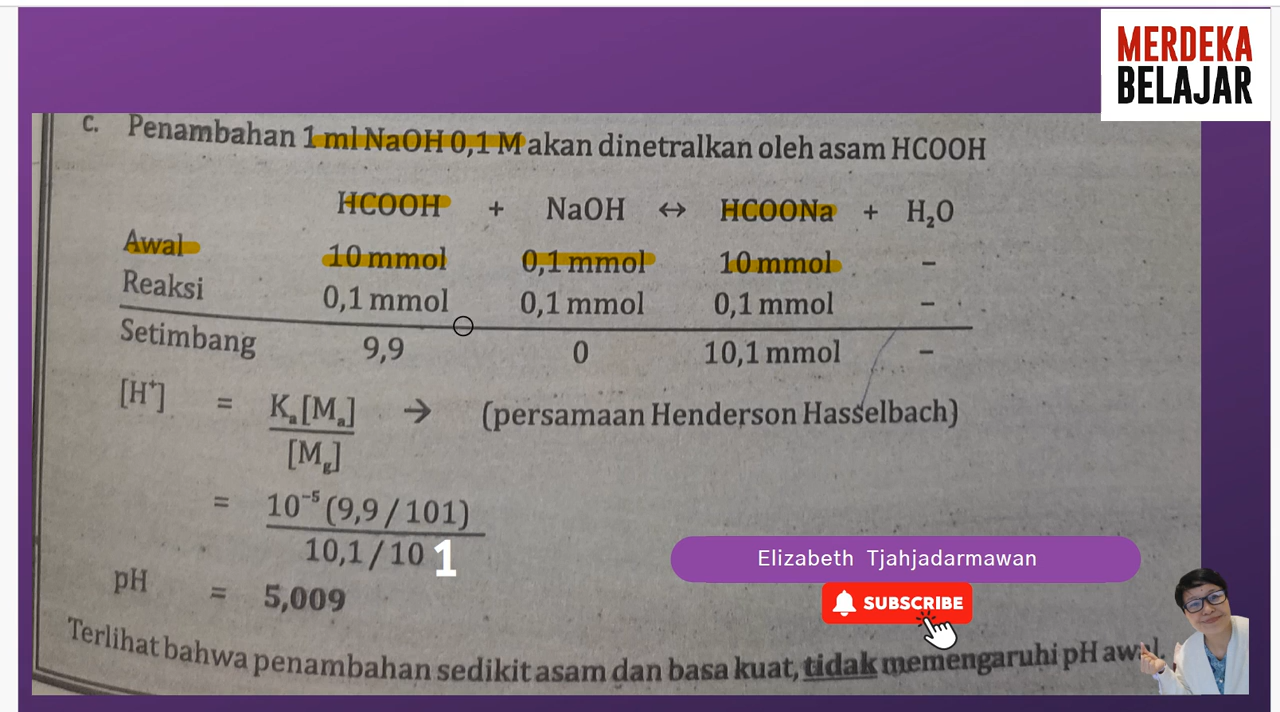 MERDEKA
BELAJAR
c. Penambahan 1 ml NaOH 0,1 M akan dinetralkan oleh asam HCOOH
HCOOH + NaOH ↔ HCOONa + H₂O
Awal 10 mmol 0,1 mmol 10 mmol –
Reaksi 0,1 mmol 0,1 mmol 0,1 mmol –
Setimbang 9,9 0 10,1 mmol –
[H⁺] = Kₐ[Mₐ] → (persamaan Henderson Hasselbach)
[M_g]
= 10⁻⁵ (9,9 / 101)
10,1 / 10 1
pH = 5,009
Terlihat bahwa penambahan sedikit asam dan basa kuat, tidak memengaruhi pH awal.
Elizabeth Tjahjadarmawan
SUBSCRIBE